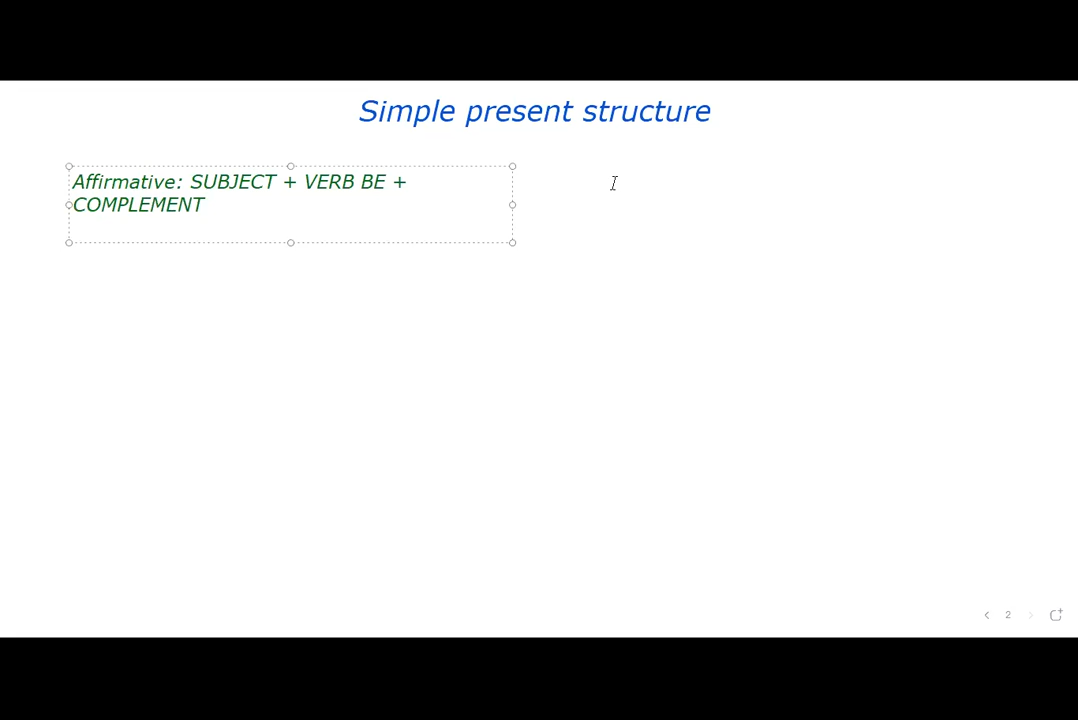 Simple present structure
Affirmative: SUBJECT + VERB BE +
COMPLEMENT
2